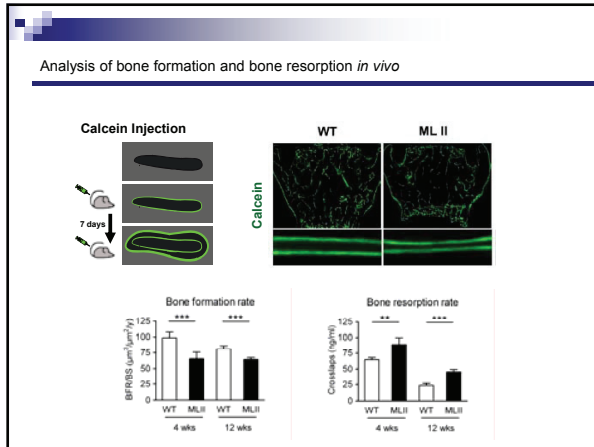 Analysis of bone formation and bone resorption in vivo
Calcein Injection
7 days
WT ML II
Calcein
Bone formation rate
BFR/BS (μm³/μm²/y)
125
100
75
50
25
0
*** ***
WT MLII WT MLII
4 wks 12 wks
Bone resorption rate
Crosslaps (ng/ml)
125
100
75
50
25
0
** ***
WT MLII WT MLII
4 wks 12 wks